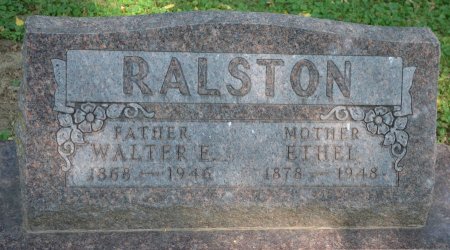 RALSTON
FATHER MOTHER
WALTER E. ETHEL
1868 — 1946 1878 — 1948